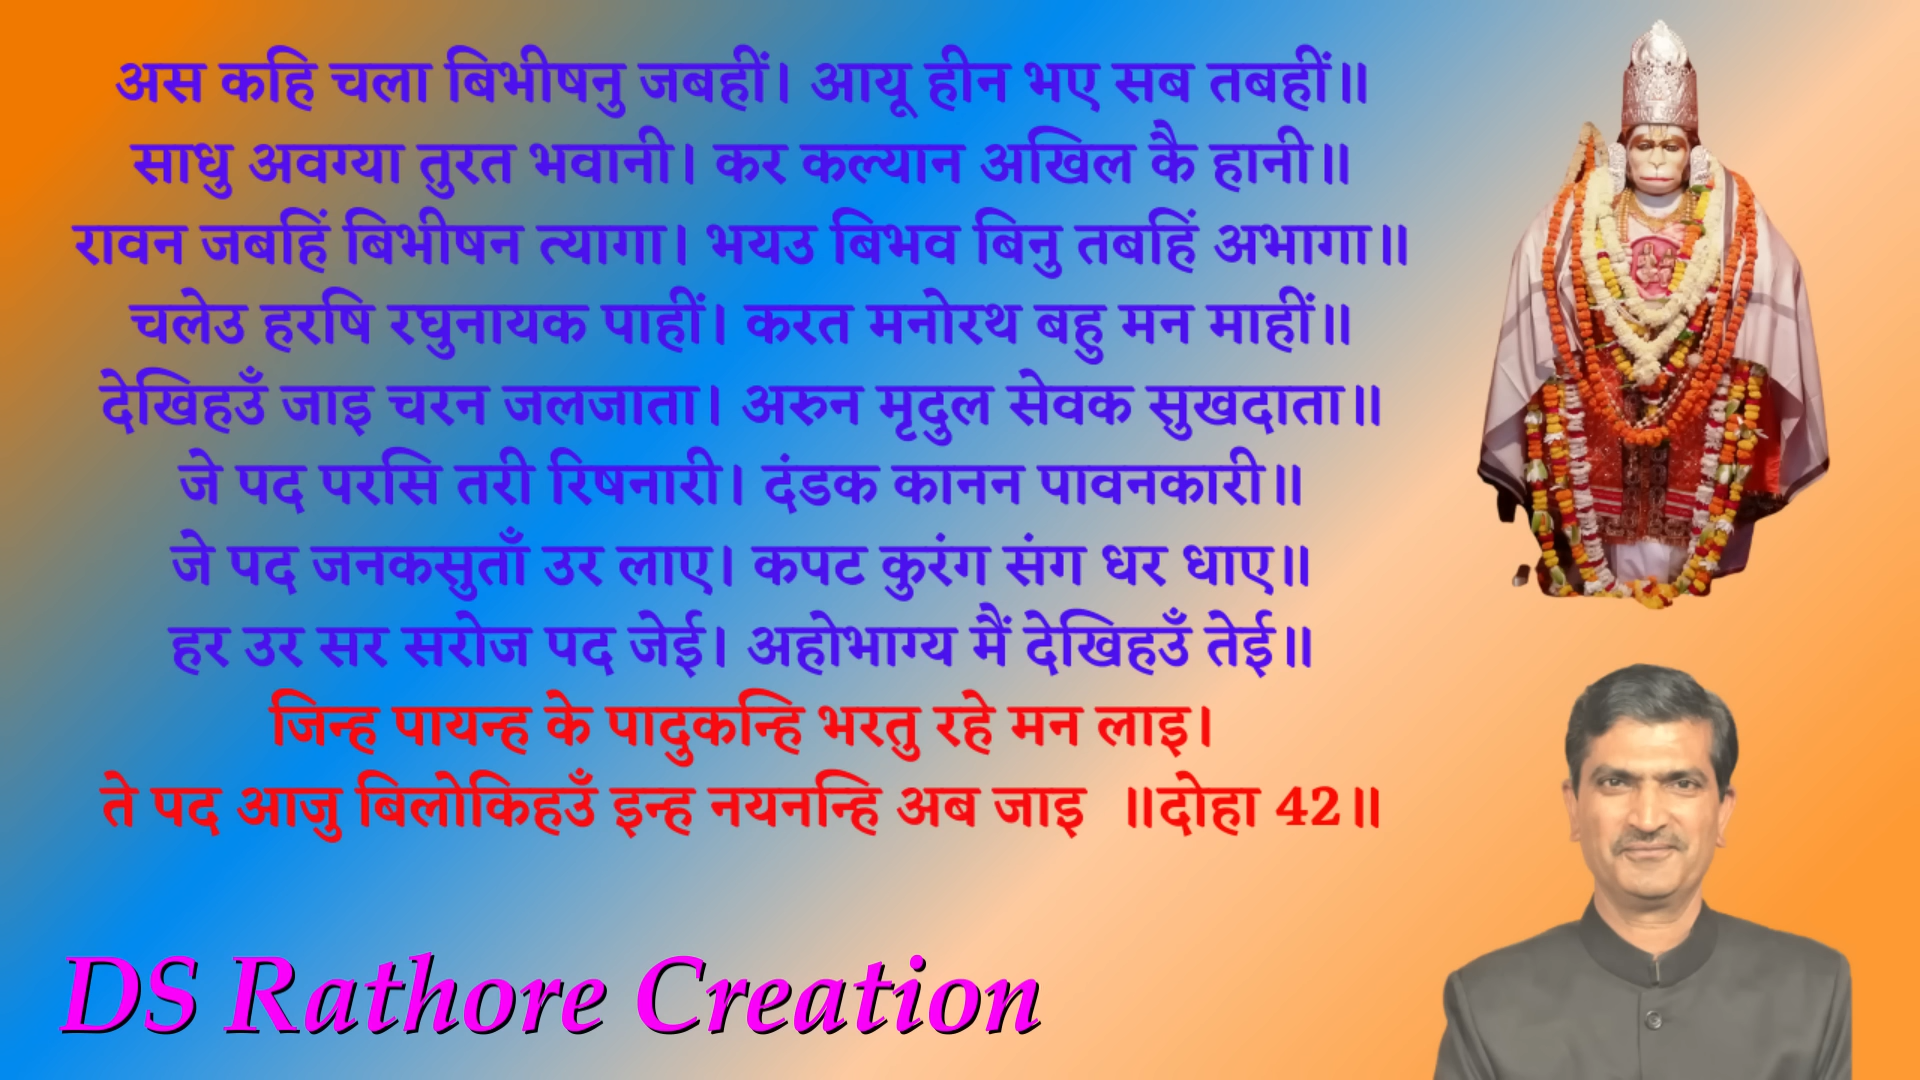 अस कहि चला बिभीषनु जबहीं। आयू हीन भए सब तबहीं॥
साधु अवग्या तुरत भवानी। कर कल्यान अखिल कै हानी॥
रावन जबहिं बिभीषन त्यागा। भयउ बिभव बिनु तबहिं अभागा॥
चलेउ हरषि रघुनायक पाहीं। करत मनोरथ बहु मन माहीं॥
देखिहउँ जाइ चरन जलजाता। अरुन मृदुल सेवक सुखदाता॥
जे पद परसि तरी रिषनारी। दंडक कानन पावनकारी॥
जे पद जनकसुताँ उर लाए। कपट कुरंग संग धर धाए॥
हर उर सर सरोज पद जेई। अहोभाग्य मैं देखिहउँ तेई॥
जिन्ह पायन्ह के पादुकन्हि भरतु रहे मन लाइ।
ते पद आजु बिलोकिहउँ इन्ह नयनन्हि अब जाइ ॥दोहा 42॥
DS Rathore Creation